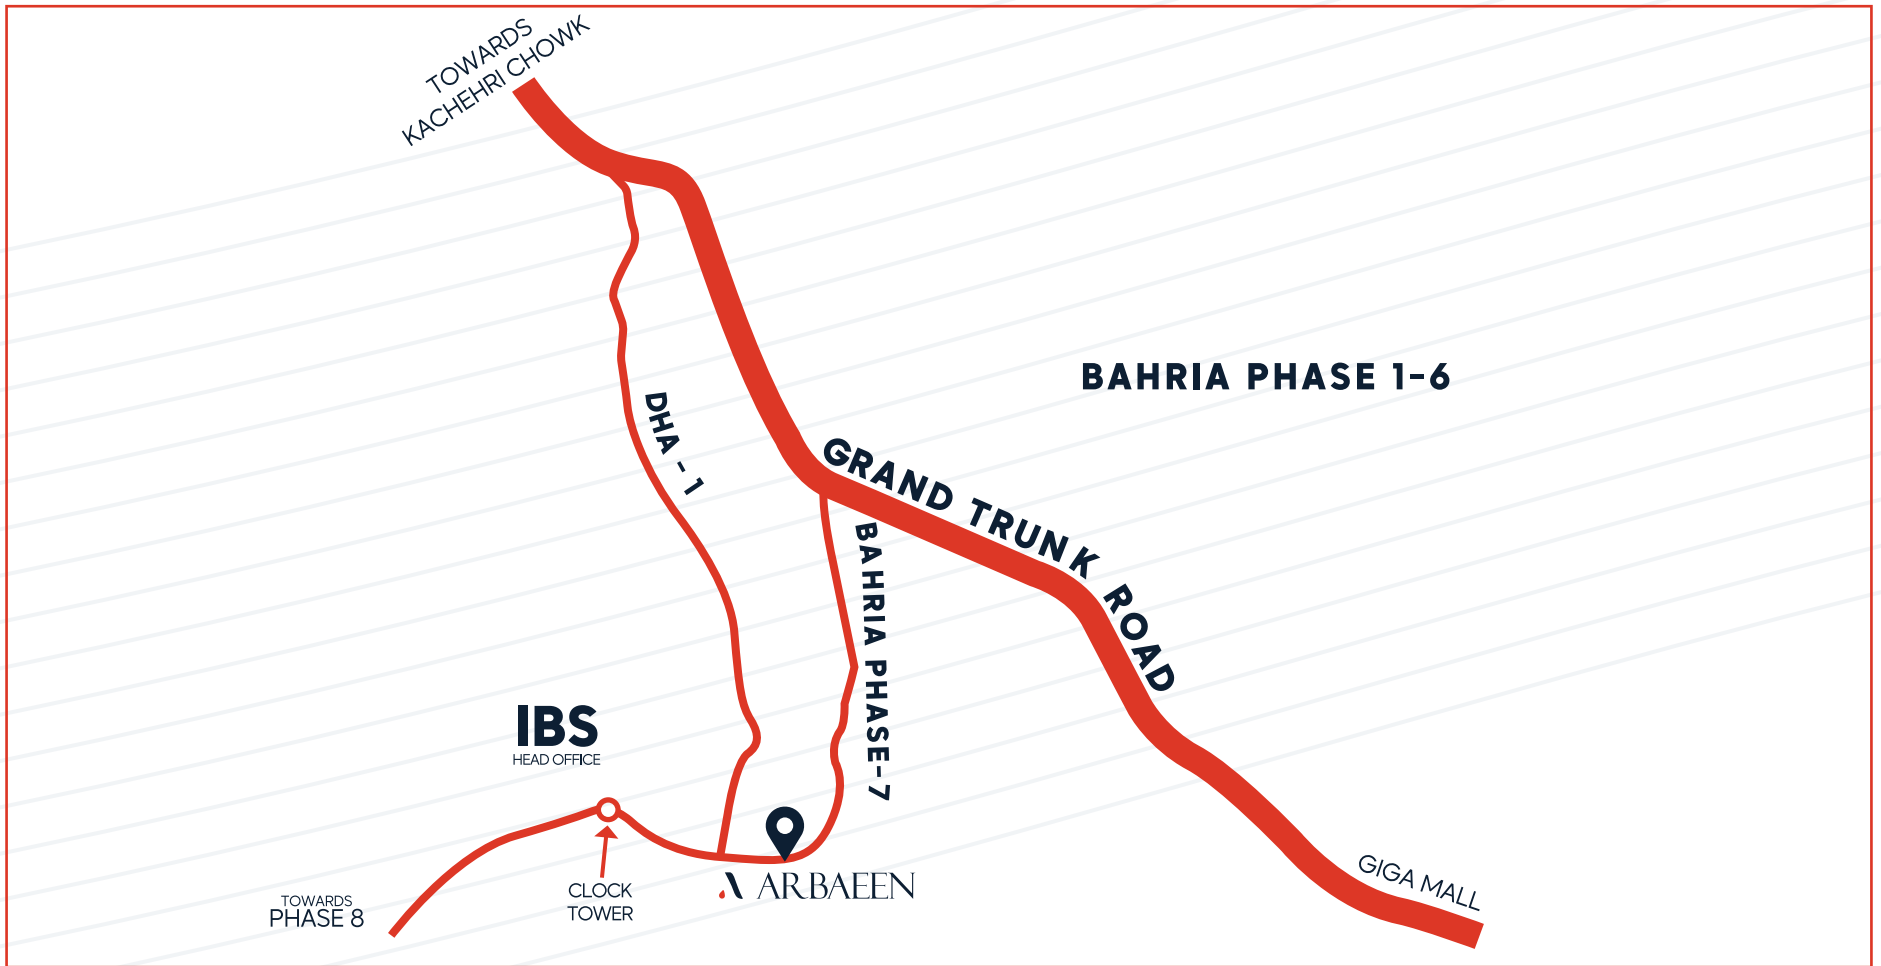 TOWARDS
KACHEHRI CHOWK
BAHRIA PHASE 1-6
DHA - 1
GRAND TRUNK ROAD
BAHRIA PHASE-7
IBS
HEAD OFFICE
GIGA MALL
CLOCK
TOWER
ARBAEEN
TOWARDS
PHASE 8